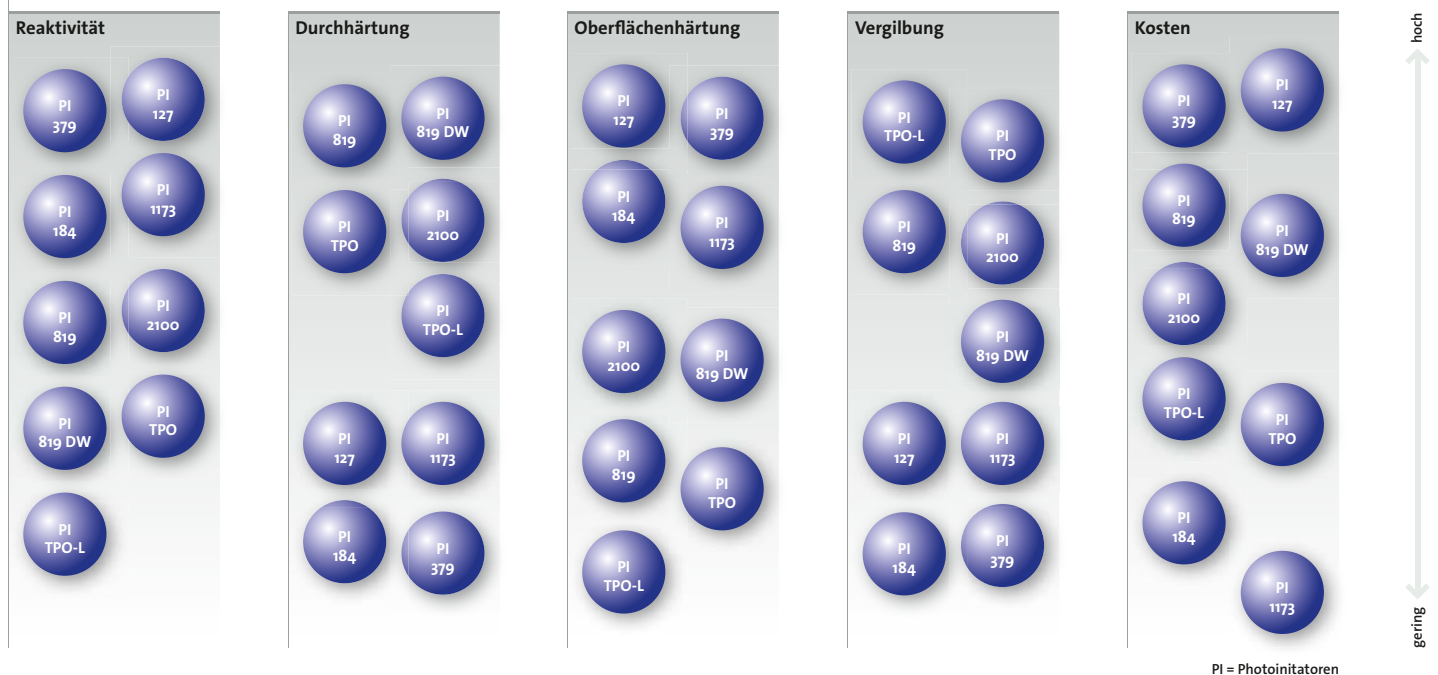 Reaktivität
PI
379
PI
127
PI
184
PI
1173
PI
819
PI
2100
PI
819 DW
PI
TPO
PI
TPO-L
Durchhärtung
PI
819
PI
819 DW
PI
TPO
PI
2100
PI
TPO-L
PI
127
PI
1173
PI
184
PI
379
Oberflächenhärtung
PI
127
PI
379
PI
184
PI
1173
PI
2100
PI
819 DW
PI
819
PI
TPO
PI
TPO-L
Vergilbung
PI
TPO-L
PI
TPO
PI
819
PI
2100
PI
819 DW
PI
127
PI
1173
PI
184
PI
379
Kosten
PI
379
PI
127
PI
819
PI
819 DW
PI
2100
PI
TPO-L
PI
TPO
PI
184
PI
1173
hoch
gering
PI = Photoinitatoren